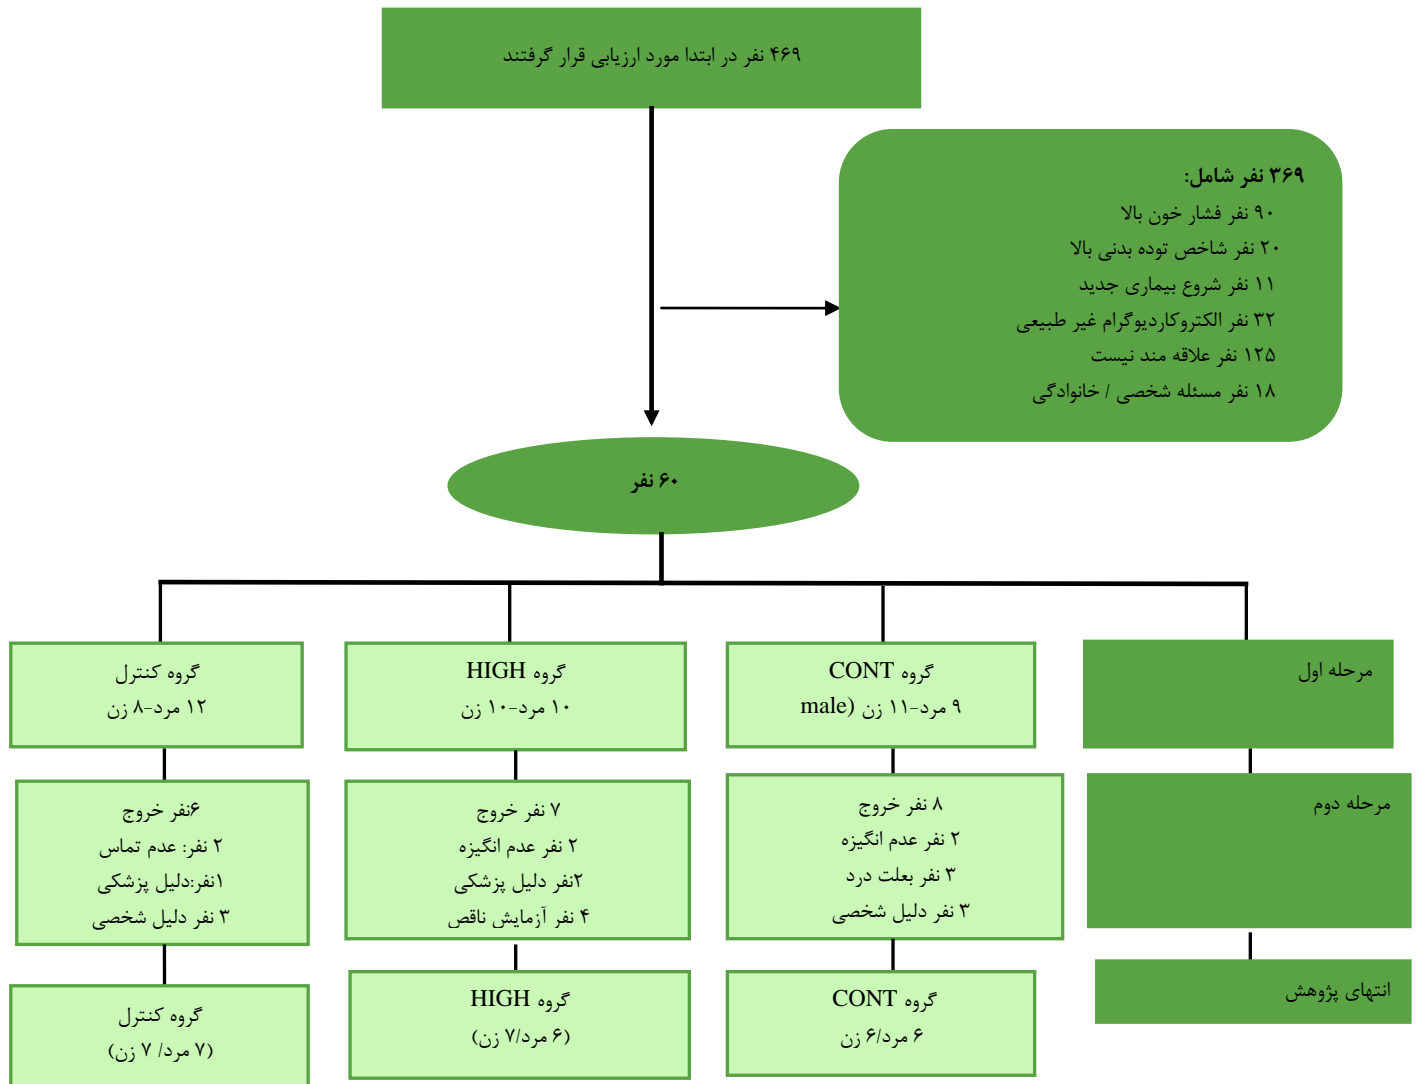 ۴۶۹ نفر در ابتدا مورد ارزیابی قرار گرفتند
۳۶۹ نفر شامل:
۹۰ نفر فشار خون بالا
۲۰ نفر شاخص توده بدنی بالا
۱۱ نفر شروع بیماری جدید
۳۲ نفر الکتروکاردیوگرام غیر طبیعی
۱۲۵ نفر علاقه مند نیست
۱۸ نفر مسئله شخصی / خانوادگی
۶۰ نفر
مرحله اول
گروه CONT
۹ مرد-۱۱ زن (male
گروه HIGH
۱۰ مرد-۱۰ زن
گروه کنترل
۱۲ مرد-۸ زن
مرحله دوم
۸ نفر خروج
۲ نفر عدم انگیزه
۳ نفر بعلت درد
۳ نفر دلیل شخصی
۷ نفر خروج
۲ نفر عدم انگیزه
۲نفر دلیل پزشکی
۴ نفر آزمایش ناقص
۶نفر خروج
۲ نفر: عدم تماس
۱نفر:دلیل پزشکی
۳ نفر دلیل شخصی
انتهای پژوهش
گروه CONT
۶ مرد/۶ زن
گروه HIGH
(۶ مرد/۷ زن)
گروه کنترل
(۷ مرد/ ۷ زن)